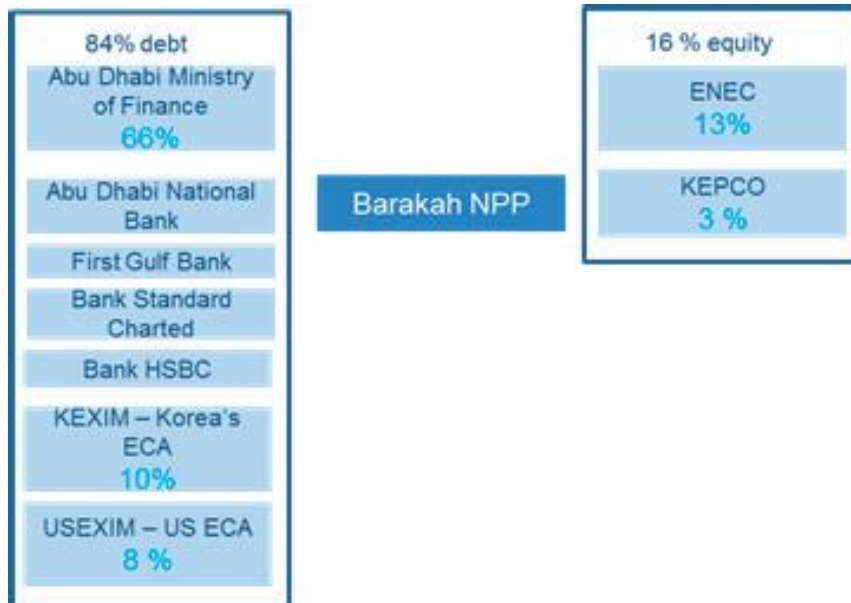 84% debt
Abu Dhabi Ministry
of Finance
66%
Abu Dhabi National
Bank
First Gulf Bank
Bank Standard
Charted
Bank HSBC
KEXIM – Korea's
ECA
10%
USEXIM – US ECA
8 %
Barakah NPP
16 % equity
ENEC
13%
KEPCO
3 %